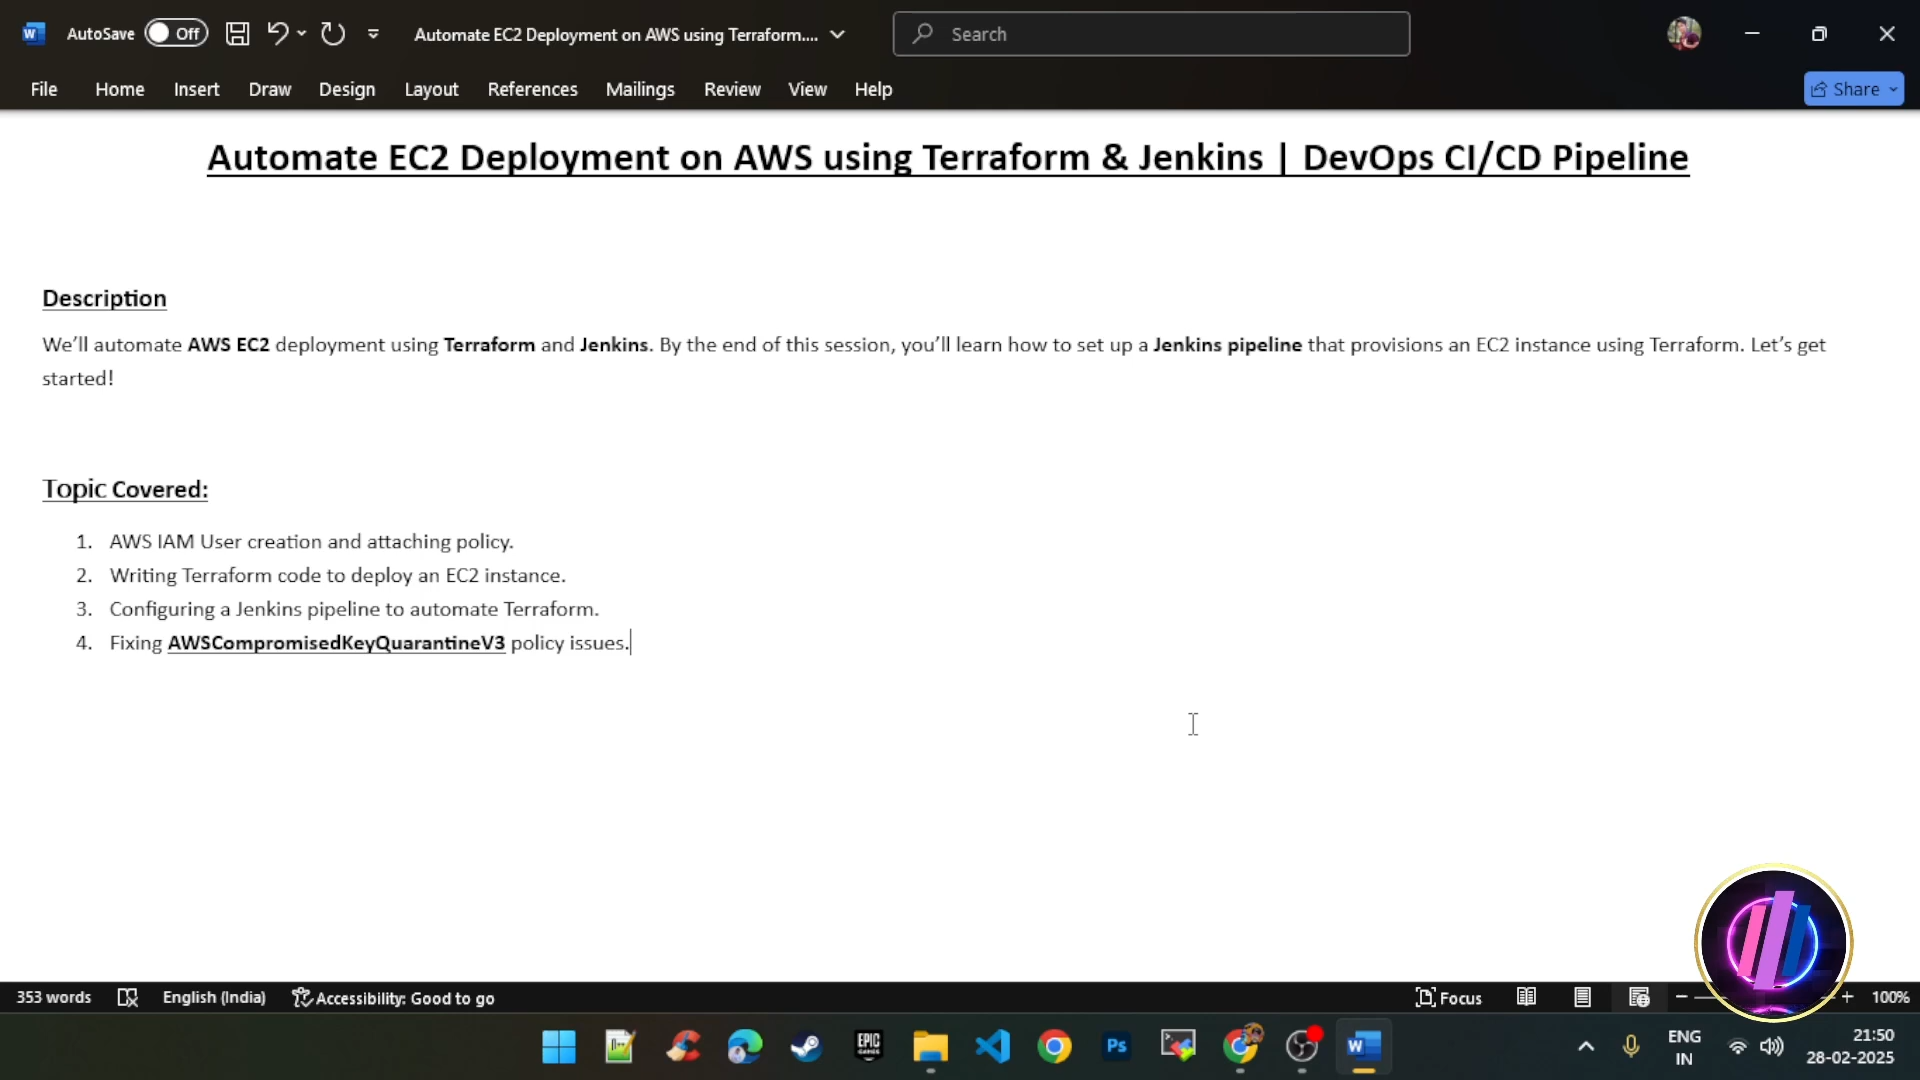 AutoSave Off Automate EC2 Deployment on AWS using Terraform.... Search
File Home Insert Draw Design Layout References Mailings Review View Help Share
Automate EC2 Deployment on AWS using Terraform & Jenkins | DevOps CI/CD Pipeline
Description
We’ll automate AWS EC2 deployment using Terraform and Jenkins. By the end of this session, you’ll learn how to set up a Jenkins pipeline that provisions an EC2 instance using Terraform. Let’s get
started!
Topic Covered:
1. AWS IAM User creation and attaching policy.
2. Writing Terraform code to deploy an EC2 instance.
3. Configuring a Jenkins pipeline to automate Terraform.
4. Fixing AWSCompromisedKeyQuarantineV3 policy issues.
353 words English (India) Accessibility: Good to go Focus 100%
EPIC GAMES Ps W ENG 21:50
IN 28-02-2025